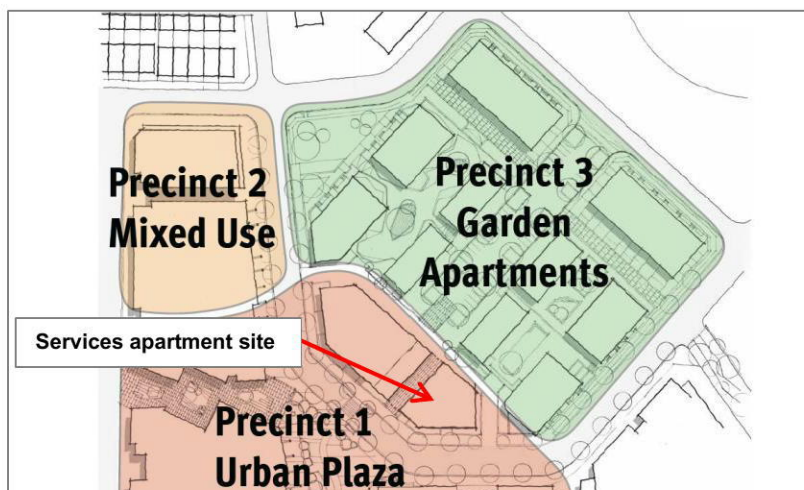 Precinct 2
Mixed Use
Precinct 3
Garden
Apartments
Services apartment site
Precinct 1
Urban Plaza